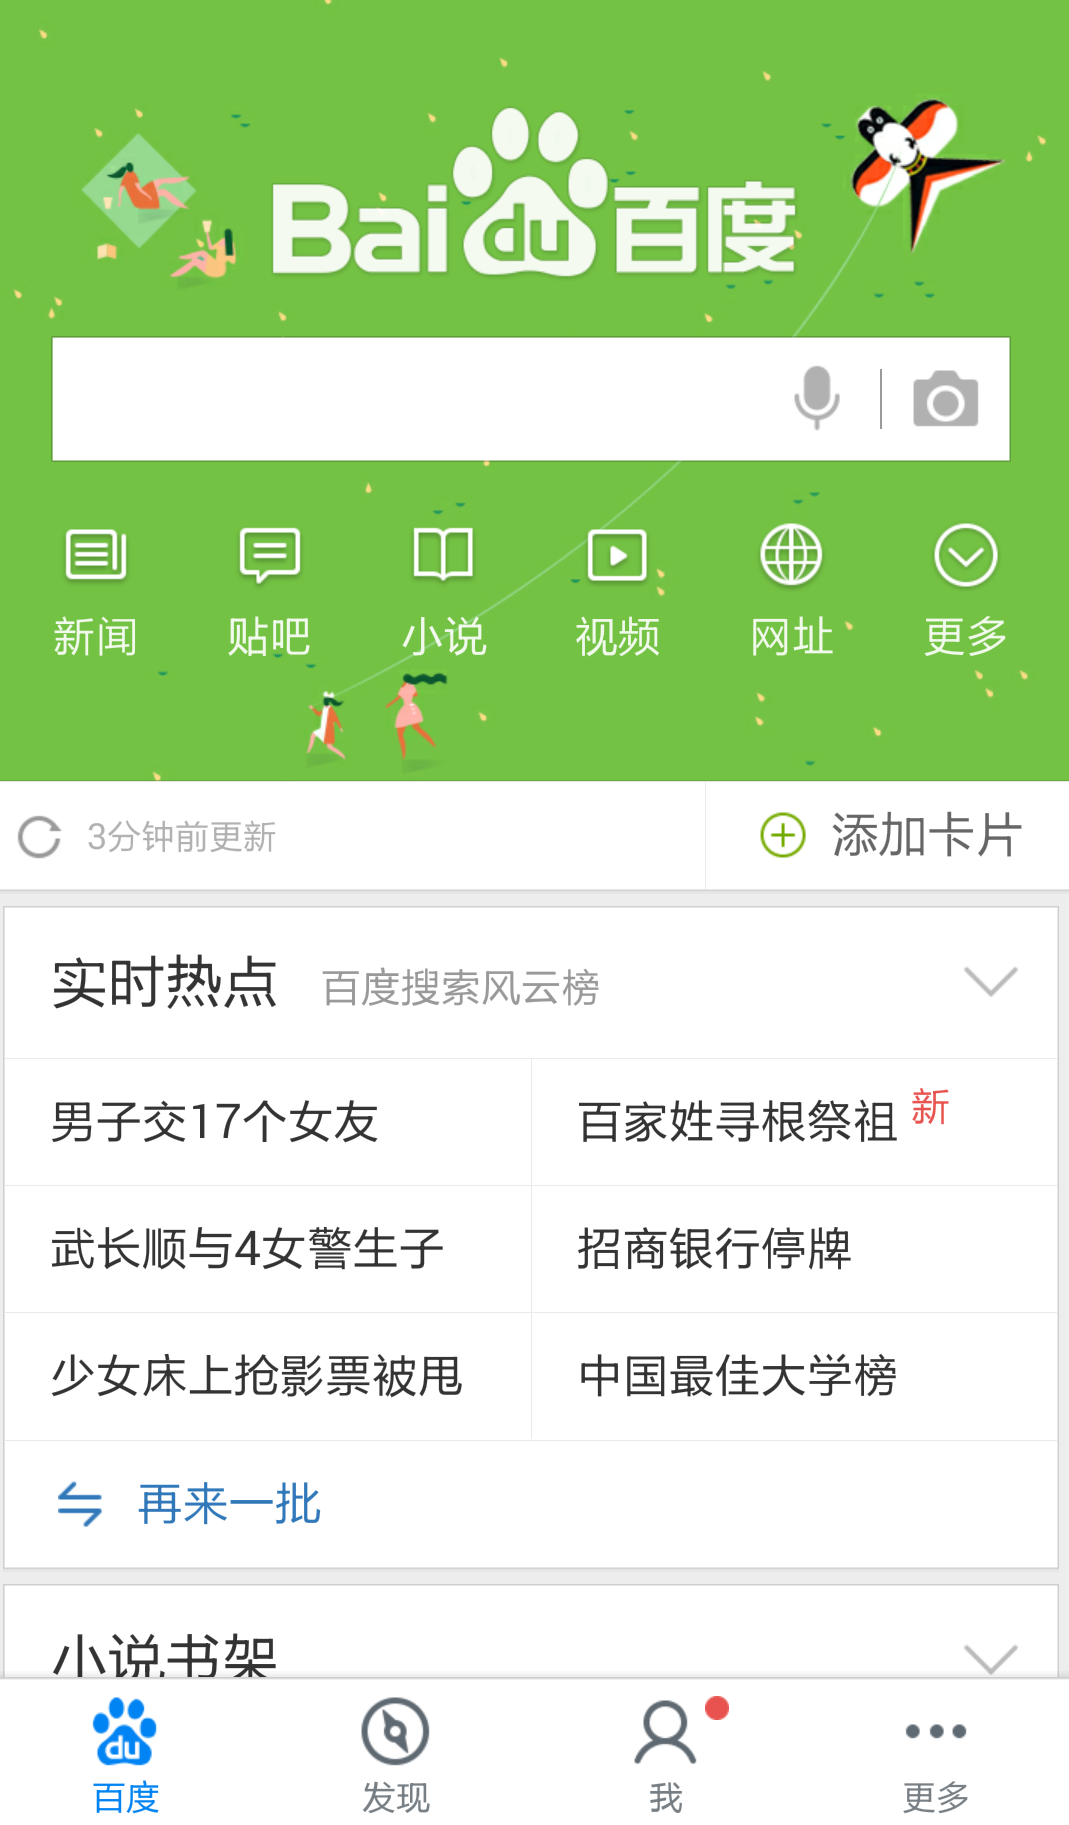 Bai du 百度
新闻 贴吧 小说 视频 网址 更多
3分钟前更新 添加卡片
实时热点 百度搜索风云榜
男子交17个女友 百家姓寻根祭祖 新
武长顺与4女警生子 招商银行停牌
少女床上抢影票被甩 中国最佳大学榜
再来一批
小说书架
du
百度 发现 我 更多